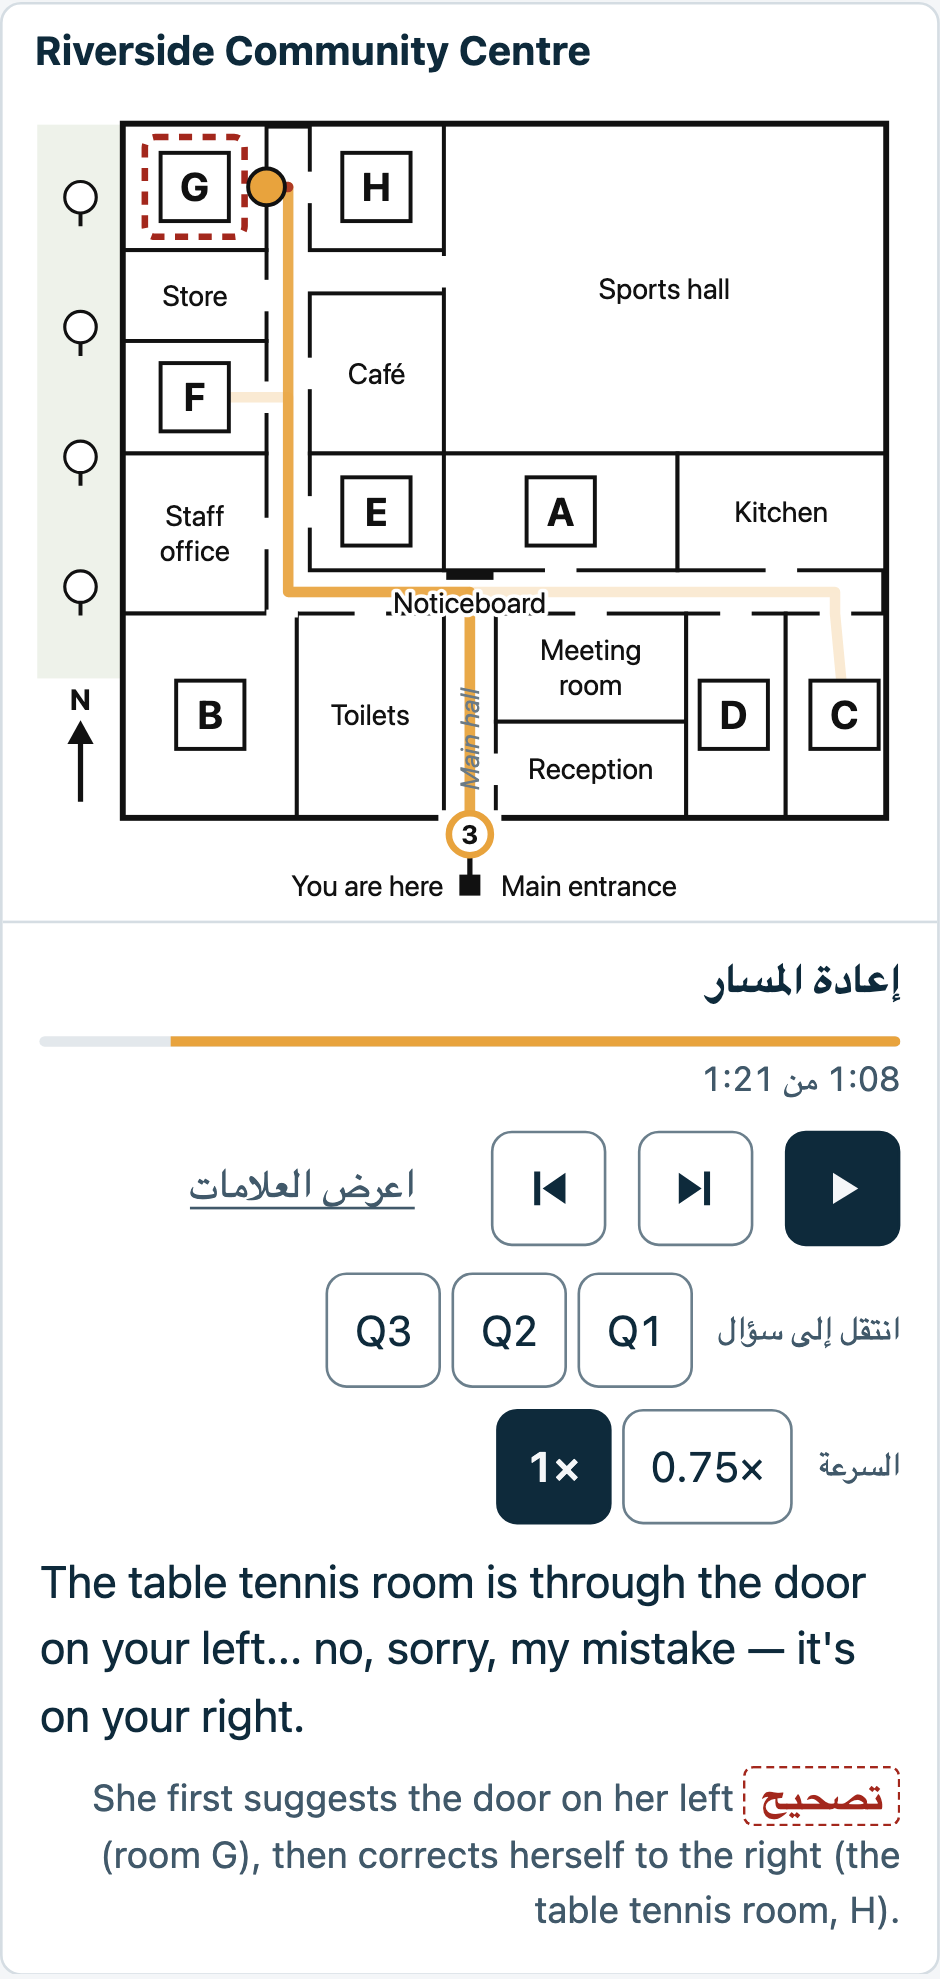 Riverside Community Centre
G
H
Sports hall
Store
Café
F
E
A
Kitchen
Staff
office
Noticeboard
Meeting
room
N
B
Toilets
Main hall
D
C
Reception
3
You are here
Main entrance
إعادة المسار
1:08 من 1:21
اعرض العلامات
انتقل إلى سؤال
Q1
Q2
Q3
السرعة
0.75×
1×
The table tennis room is through the door
on your left... no, sorry, my mistake — it's
on your right.
تصحيح She first suggests the door on her left
(room G), then corrects herself to the right (the
table tennis room, H).